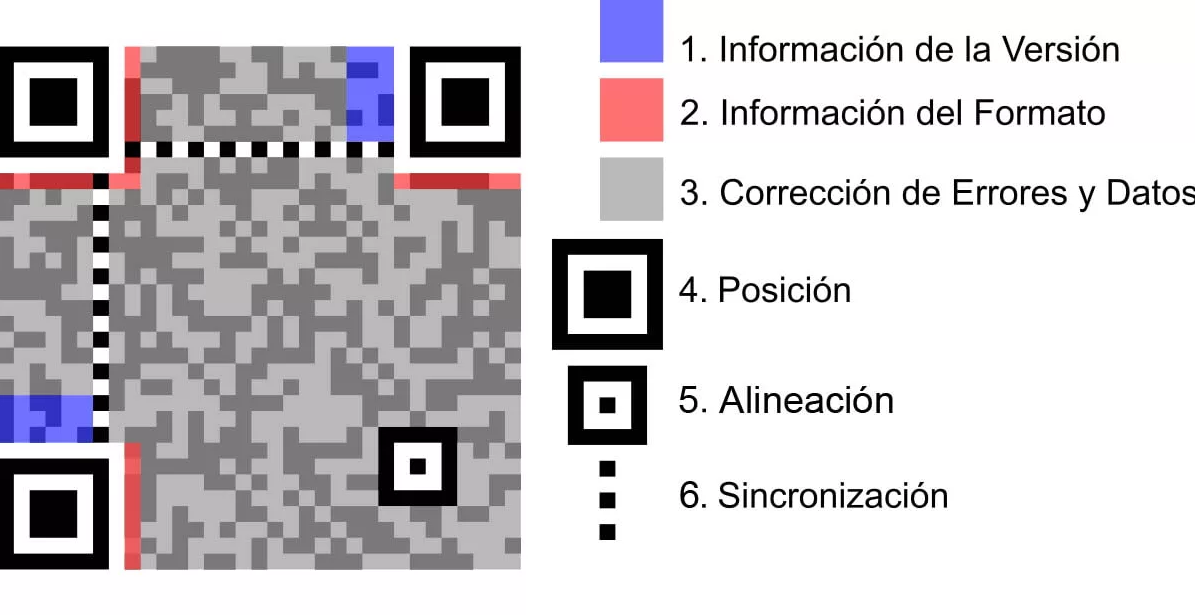 1. Información de la Versión
2. Información del Formato
3. Corrección de Errores y Datos
4. Posición
5. Alineación
6. Sincronización